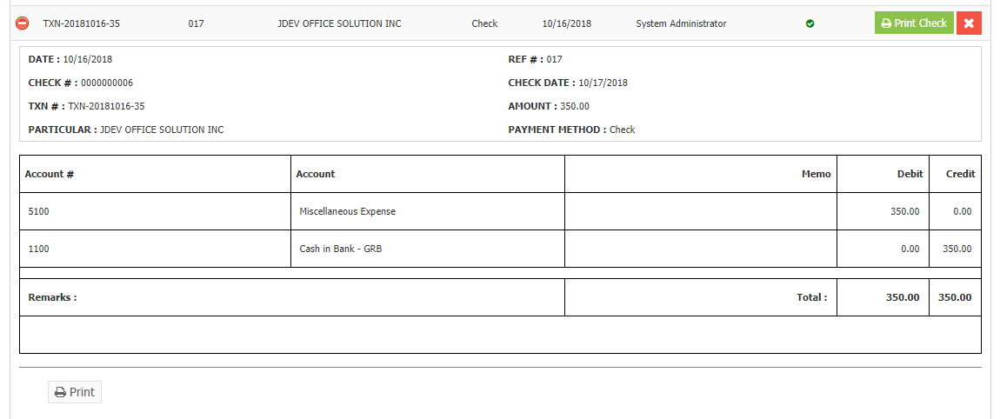 TXN-20181016-35 017 JDEV OFFICE SOLUTION INC Check 10/16/2018 System Administrator Print Check
DATE : 10/16/2018 REF # : 017
CHECK # : 0000000006 CHECK DATE : 10/17/2018
TXN # : TXN-20181016-35 AMOUNT : 350.00
PARTICULAR : JDEV OFFICE SOLUTION INC PAYMENT METHOD : Check
Account # Account Memo Debit Credit
5100 Miscellaneous Expense 350.00 0.00
1100 Cash in Bank - GRB 0.00 350.00
Remarks : Total : 350.00 350.00
Print